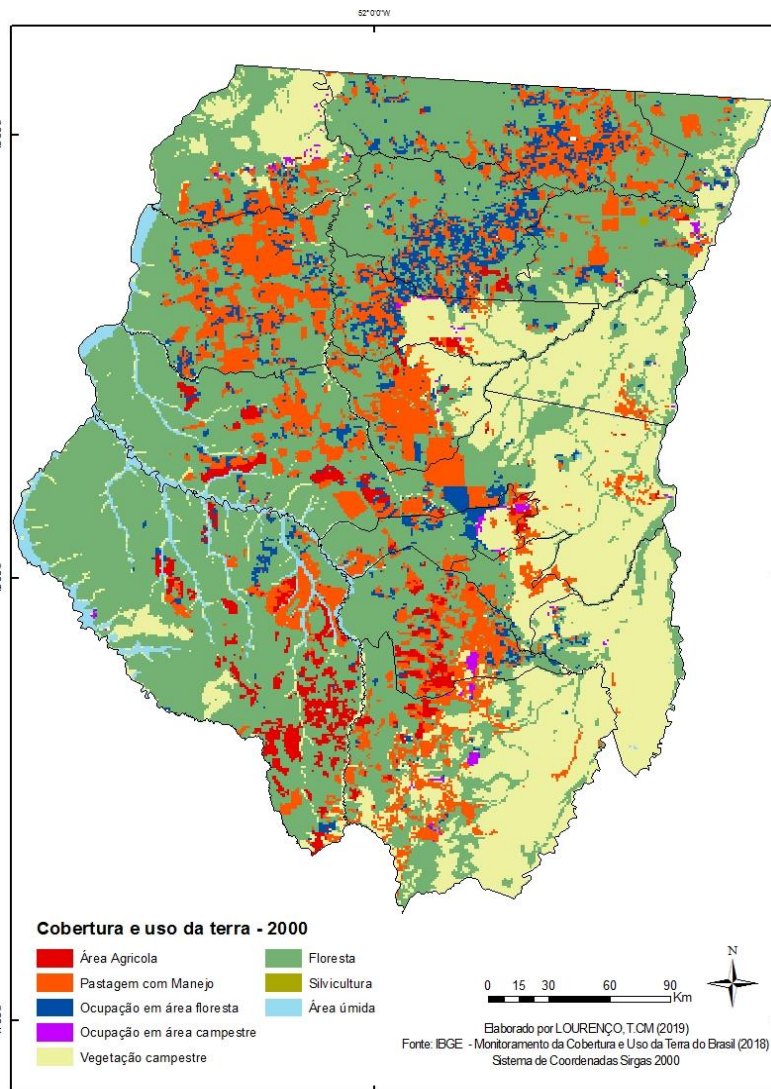 52°0'0"W
Cobertura e uso da terra - 2000
Área Agricola
Pastagem com Manejo
Ocupação em área floresta
Ocupação em área campestre
Vegetação campestre
Floresta
Silvicultura
Área úmida
N
0 15 30 60 90
Km
Elaborado por LOURENÇO, T.CM (2019)
Fonte: IBGE - Monitoramento da Cobertura e Uso da Terra do Brasil (2018)
Sistema de Coordenadas Sirgas 2000